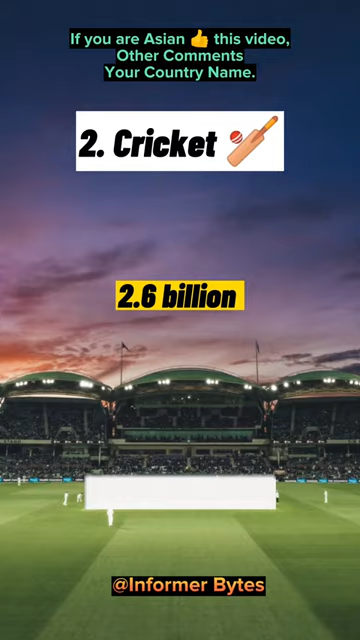 If you are Asian 👍 this video,
Other Comments
Your Country Name.
2. Cricket 🏏
2.6 billion
@Informer Bytes